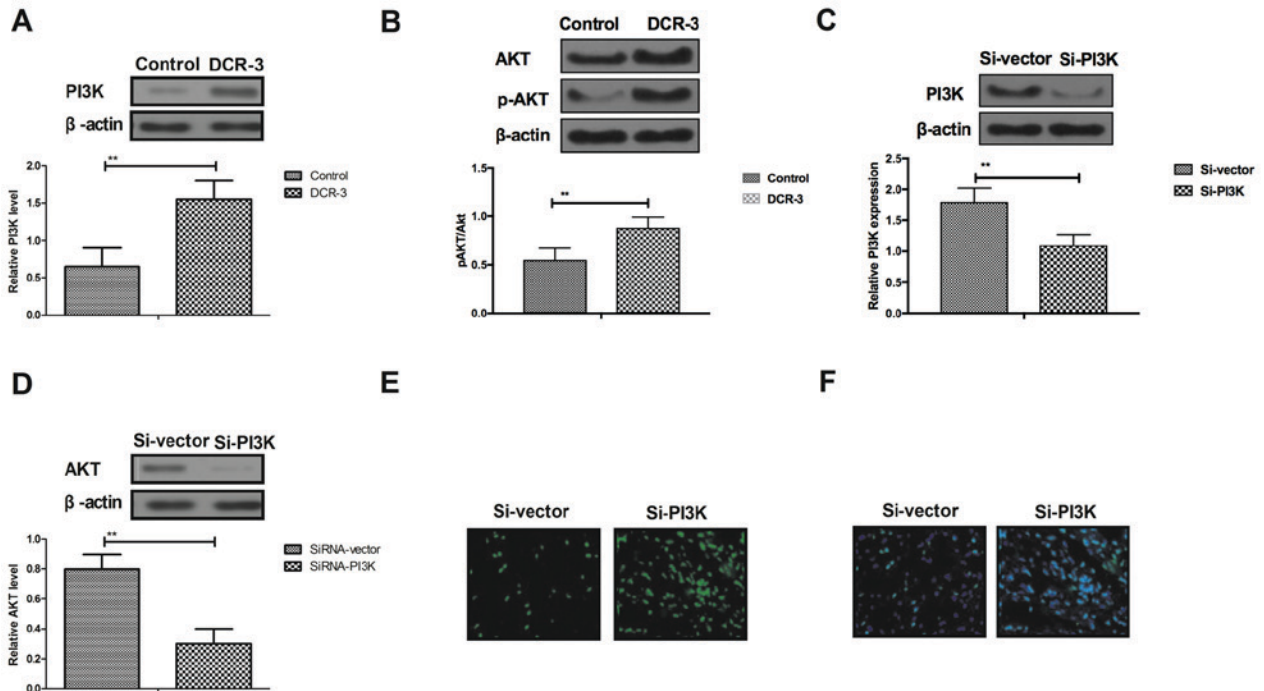 A
Control DCR-3
PI3K
β -actin
**
2.0
1.5
1.0
0.5
0.0
Relative PI3K level
Control
DCR-3
B
Control DCR-3
AKT
p-AKT
β-actin
**
1.5
1.0
0.5
0.0
pAKT/Akt
Control
DCR-3
C
Si-vector Si-PI3K
PI3K
β-actin
**
2.5
2.0
1.5
1.0
0.5
0.0
Relative PI3K expression
Si-vector
Si-PI3K
D
Si-vector Si-PI3K
AKT
β -actin
**
1.0
0.8
0.6
0.4
0.2
0.0
Relative AKT level
SiRNA-vector
SiRNA-PI3K
E
Si-vector Si-PI3K
F
Si-vector Si-PI3K